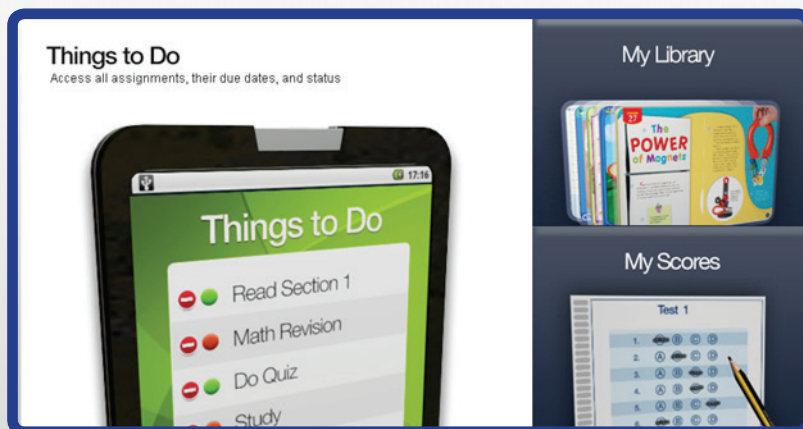 Things to Do
Access all assignments, their due dates, and status
17:16
Things to Do
Read Section 1
Math Revision
Do Quiz
Study
My Library
27
The
POWER
of Magnets
My Scores
Test 1
1. B C D
2. A C D
3. A B D
4. A B D
5. A B C
6. B C D